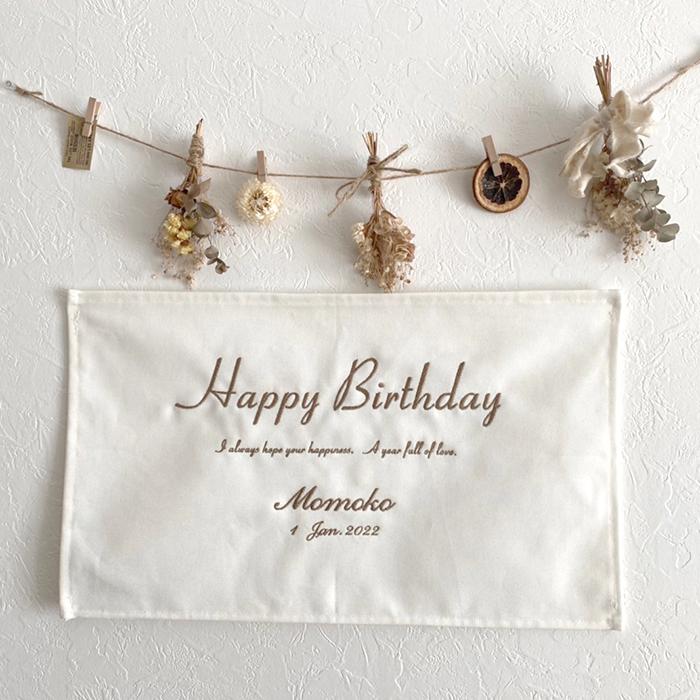 Happy Birthday
I always hope your happiness. A year full of love.
Momoko
1 Jan. 2022